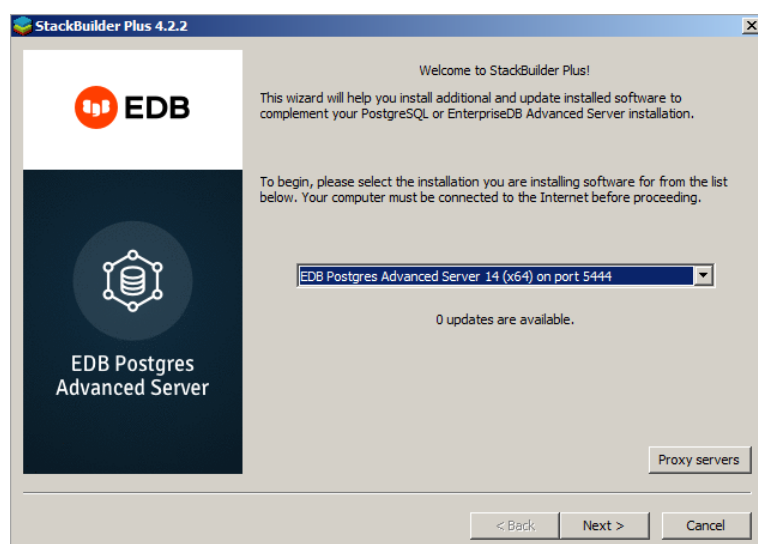 StackBuilder Plus 4.2.2
EDB
EDB Postgres
Advanced Server
Welcome to StackBuilder Plus!
This wizard will help you install additional and update installed software to
complement your PostgreSQL or EnterpriseDB Advanced Server installation.
To begin, please select the installation you are installing software for from the list
below. Your computer must be connected to the Internet before proceeding.
EDB Postgres Advanced Server 14 (x64) on port 5444
0 updates are available.
Proxy servers
< Back
Next >
Cancel